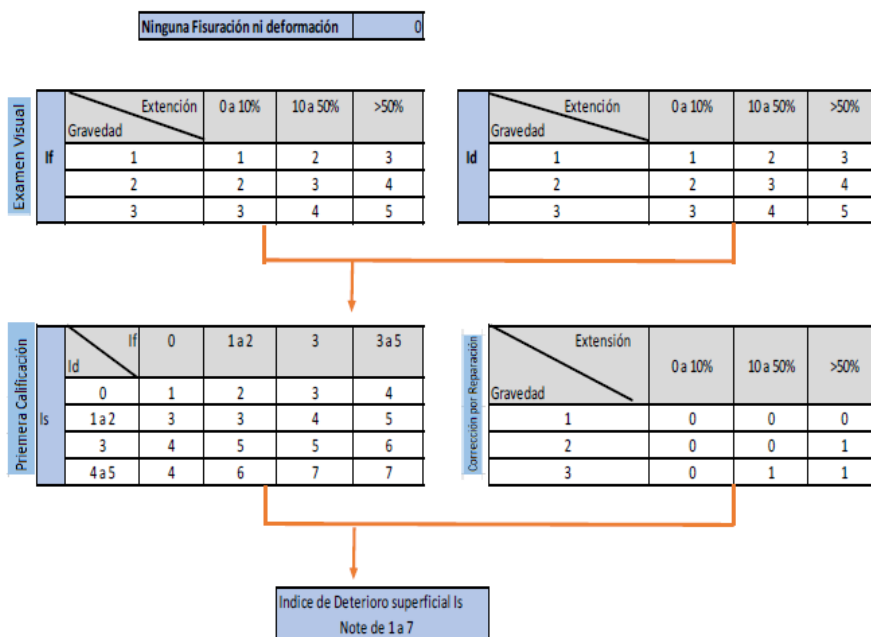 Ninguna Fisuración ni deformación 0
Examen Visual
If
Extención 0 a 10% 10 a 50% >50%
Gravedad
1 1 2 3
2 2 3 4
3 3 4 5
Id
Extención 0 a 10% 10 a 50% >50%
Gravedad
1 1 2 3
2 2 3 4
3 3 4 5
Priemera Calificación
Is
If 0 1 a 2 3 3 a 5
Id
0 1 2 3 4
1 a 2 3 3 4 5
3 4 5 5 6
4 a 5 4 6 7 7
Corrección por Reparación
Extensión
0 a 10% 10 a 50% >50%
Gravedad
1 0 0 0
2 0 0 1
3 0 1 1
Indice de Deterioro superficial Is
Note de 1 a 7